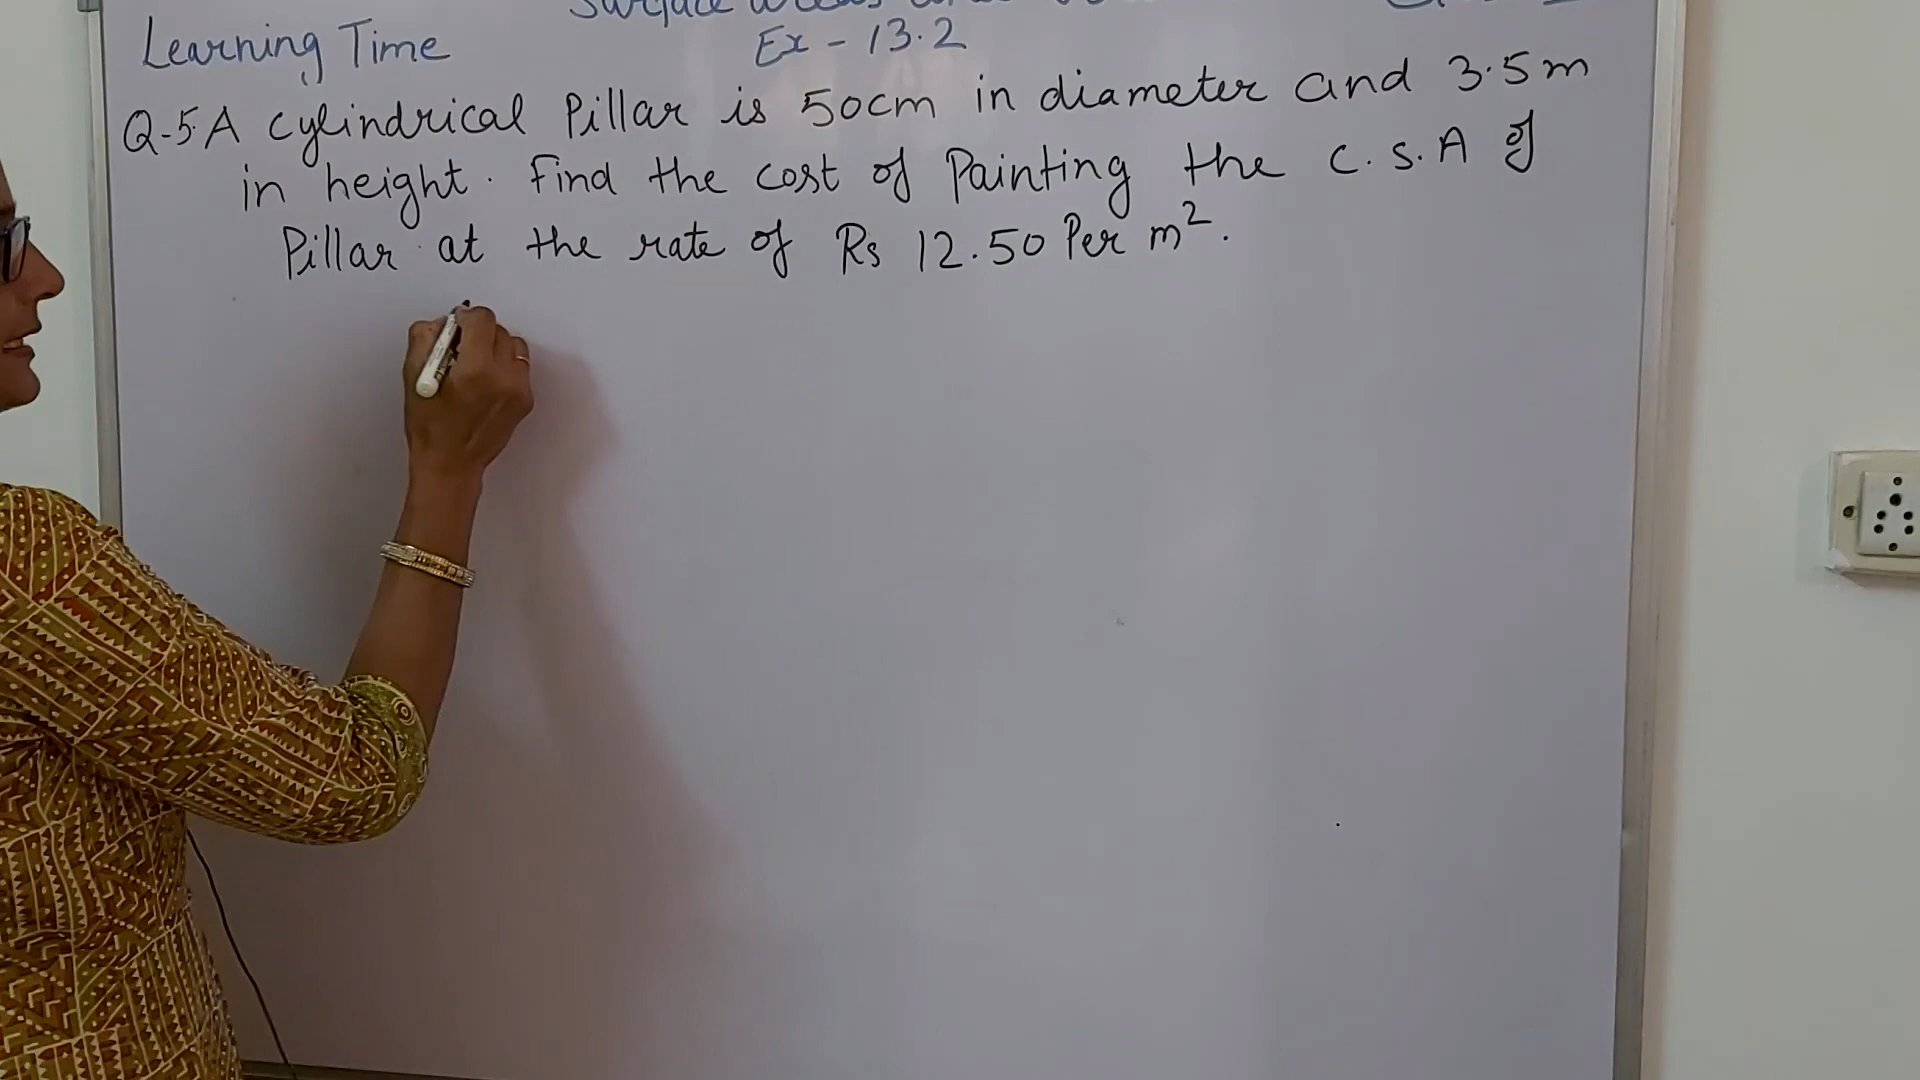 Surface
Learning Time
Ex - 13.2
Q-5. A cylindrical Pillar is 50cm in diameter and 3.5m
in height. Find the cost of Painting the C.S.A of
Pillar at the rate of Rs 12.50 Per m².